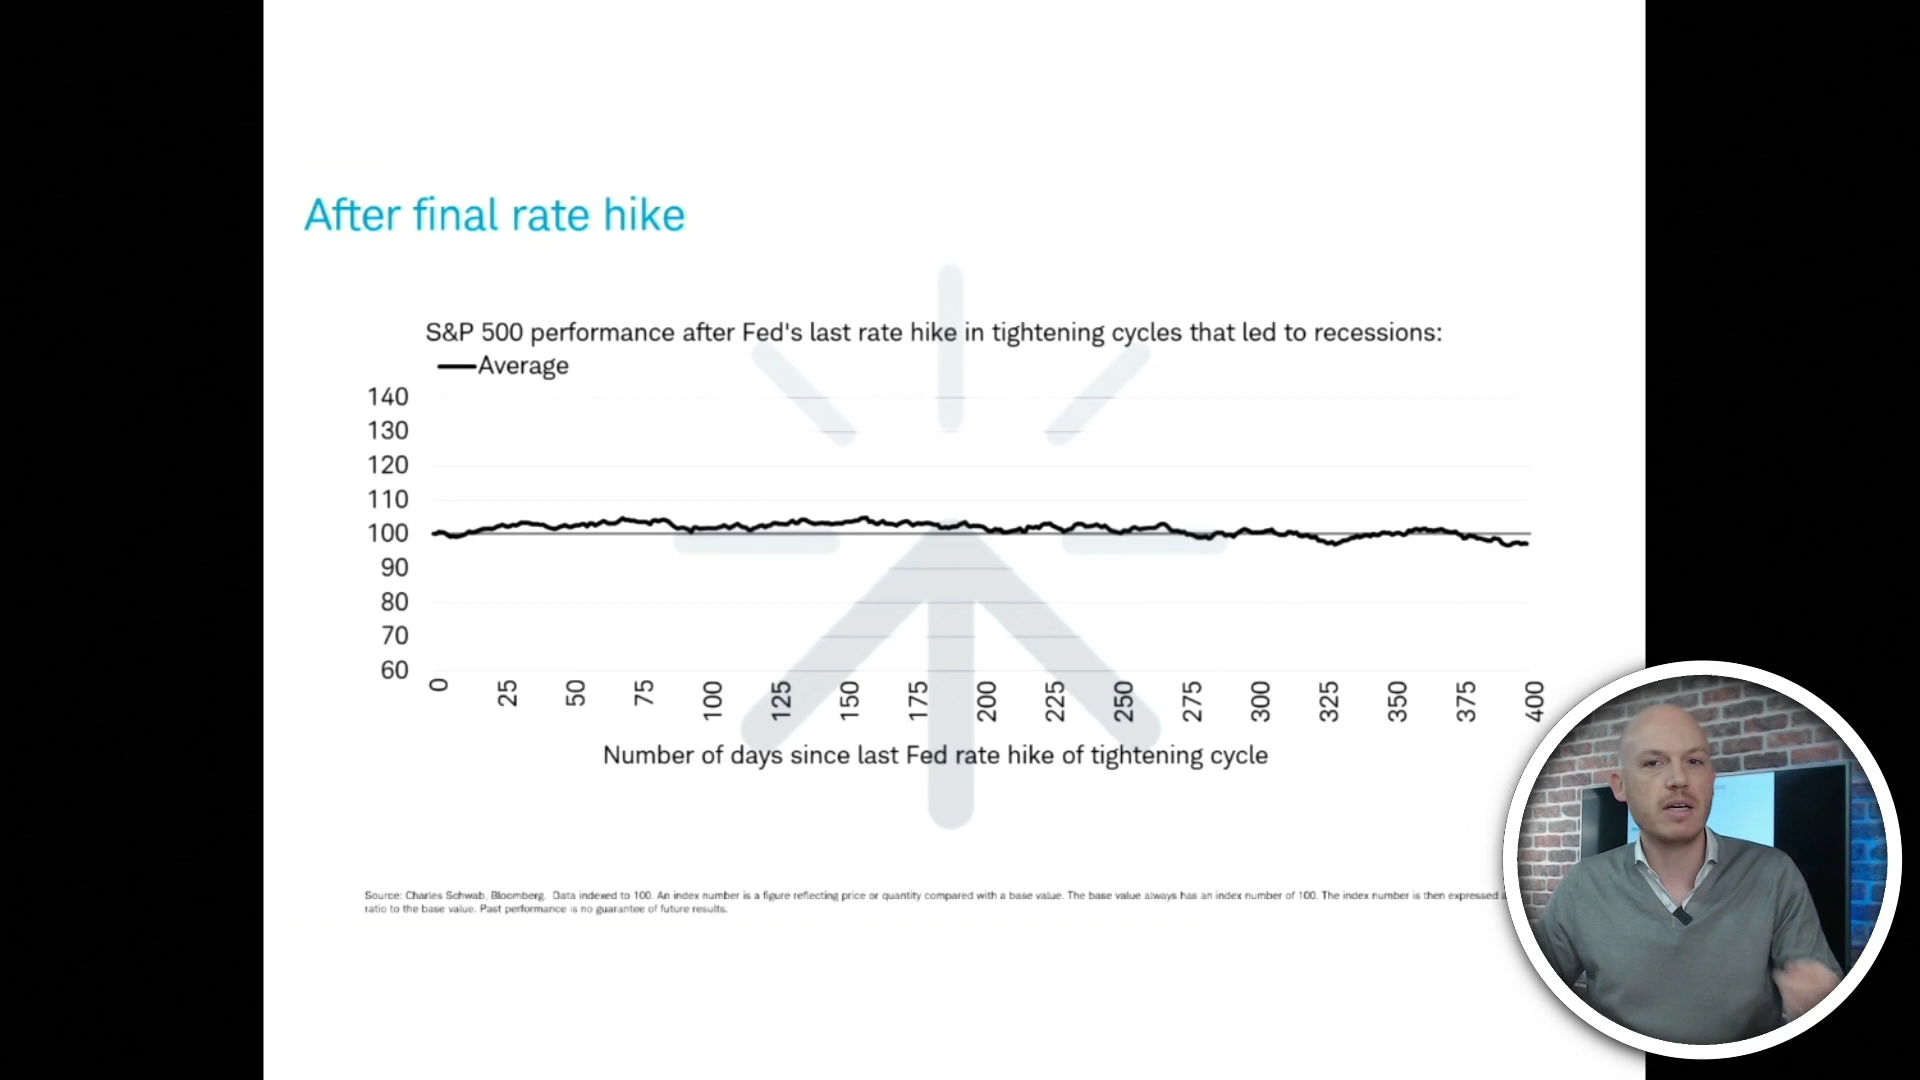 After final rate hike
S&P 500 performance after Fed's last rate hike in tightening cycles that led to recessions:
Average
140
130
120
110
100
90
80
70
60
0 25 50 75 100 125 150 175 200 225 250 275 300 325 350 375 400
Number of days since last Fed rate hike of tightening cycle
Source: Charles Schwab, Bloomberg. Data indexed to 100. An index number is a figure reflecting price or quantity compared with a base value. The base value always has an index number of 100. The index number is then expressed
ratio to the base value. Past performance is no guarantee of future results.